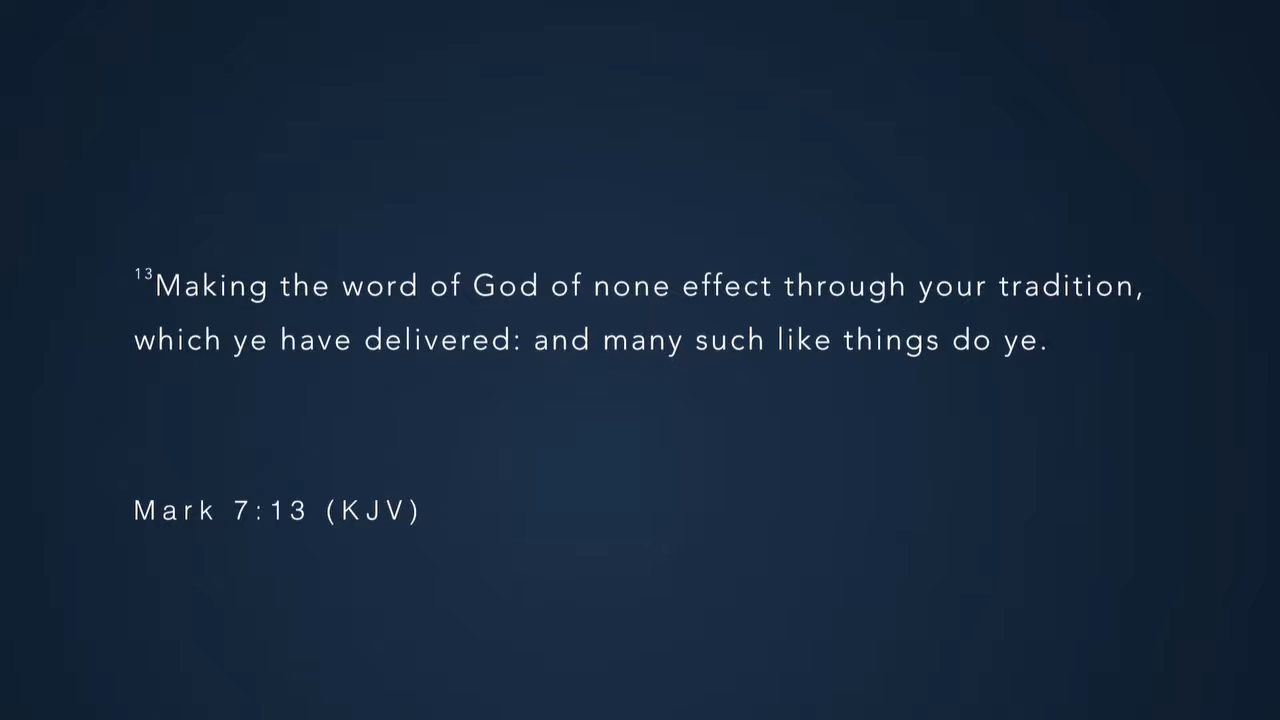 13Making the word of God of none effect through your tradition,
which ye have delivered: and many such like things do ye.
Mark 7:13 (KJV)